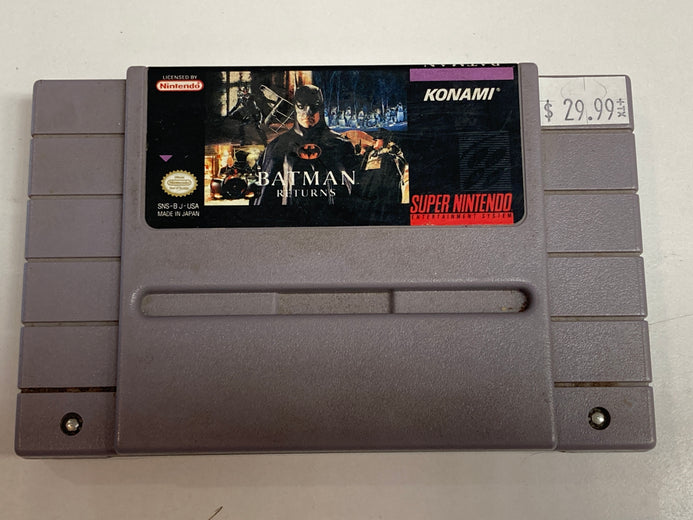 BATMAN
LICENSED BY
Nintendo
KONAMI®
$ 29.99 +TX
BATMAN
RETURNS
SNS-BJ-USA
MADE IN JAPAN
SUPER NINTENDO
ENTERTAINMENT SYSTEM